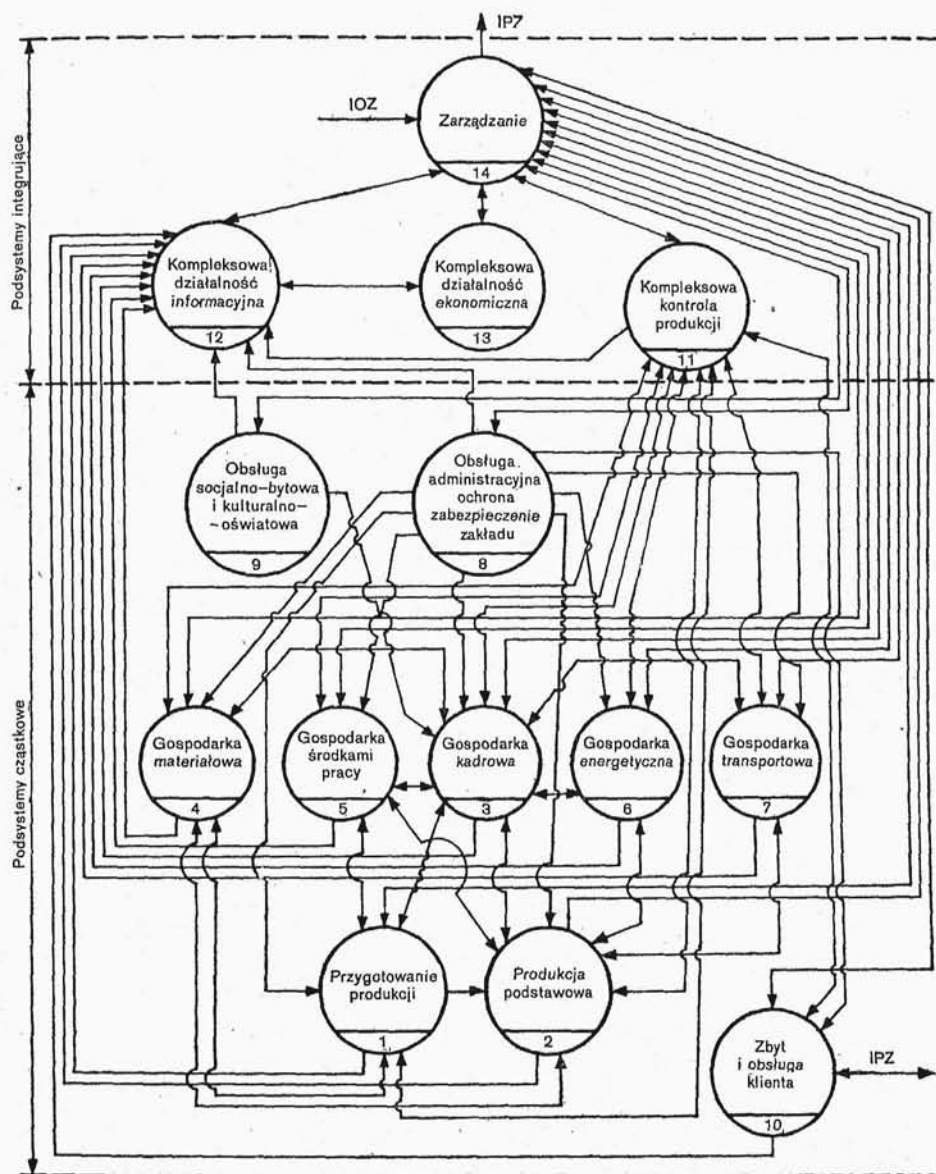 IP7
IOZ
Zarządzanie
14
Podsystemy integrujące
Kompleksowa
działalność
informacyjna
12
Kompleksowa
działalność
ekonomiczna
13
Kompleksowa
kontrola
produkcji
11
Obsługa
socjalno-bytowa
i kulturalno-
-oświatowa
9
Obsługa
administracyjna
ochrona
zabezpieczenie
zakładu
8
Podsystemy cząstkowe
Gospodarka
materiałowa
4
Gospodarka
środkami
pracy
5
Gospodarka
kadrowa
3
Gospodarka
energetyczna
6
Gospodarka
transportowa
7
Przygotowanie
produkcji
1
Produkcja
podstawowa
2
Zbyt
i obsługa
klienta
10
IPZ